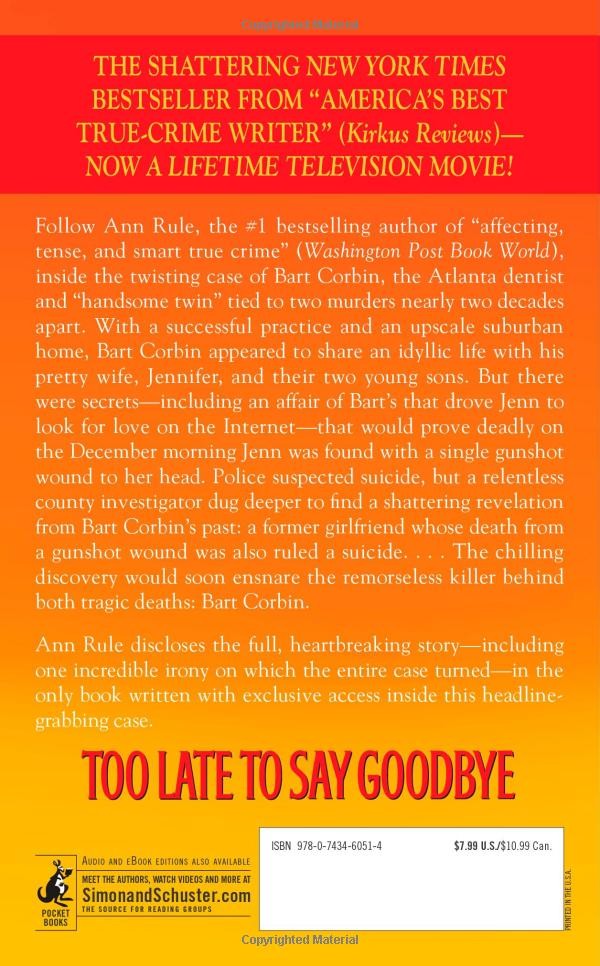 Copyrighted Material
THE SHATTERING NEW YORK TIMES
BESTSELLER FROM “AMERICA’S BEST
TRUE-CRIME WRITER” (Kirkus Reviews)—
NOW A LIFETIME TELEVISION MOVIE!
Follow Ann Rule, the #1 bestselling author of “affecting,
tense, and smart true crime” (Washington Post Book World),
inside the twisting case of Bart Corbin, the Atlanta dentist
and “handsome twin” tied to two murders nearly two decades
apart. With a successful practice and an upscale suburban
home, Bart Corbin appeared to share an idyllic life with his
pretty wife, Jennifer, and their two young sons. But there
were secrets—including an affair of Bart’s that drove Jenn to
look for love on the Internet—that would prove deadly on
the December morning Jenn was found with a single gunshot
wound to her head. Police suspected suicide, but a relentless
county investigator dug deeper to find a shattering revelation
from Bart Corbin’s past: a former girlfriend whose death from
a gunshot wound was also ruled a suicide. . . . The chilling
discovery would soon ensnare the remorseless killer behind
both tragic deaths: Bart Corbin.
Ann Rule discloses the full, heartbreaking story—including
one incredible irony on which the entire case turned—in the
only book written with exclusive access inside this headline-
grabbing case.
TOO LATE TO SAY GOODBYE
ISBN 978-0-7434-6051-4 $7.99 U.S./$10.99 Can.
AUDIO AND EBOOK EDITIONS ALSO AVAILABLE
MEET THE AUTHORS, WATCH VIDEOS AND MORE AT
SimonandSchuster.com
THE SOURCE FOR READING GROUPS
POCKET
BOOKS
PRINTED IN THE U.S.A.
Copyrighted Material